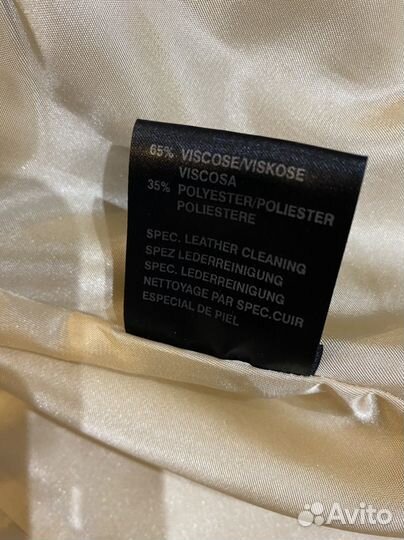 65% VISCOSE/VISKOSE
VISCOSA
35% POLYESTER/POLIESTER
POLIESTERE
SPEC. LEATHER CLEANING
SPEZ LEDERREINIGUNG
SPEC. LEDERREINIGUNG
NETTOYAGE PAR SPEC.CUIR
ESPECIAL DE PIEL
Avito